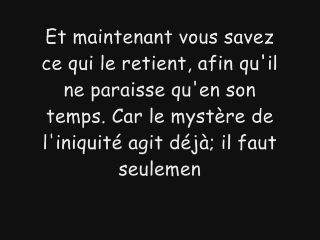 Et maintenant vous savez
ce qui le retient, afin qu'il
ne paraisse qu'en son
temps. Car le mystère de
l'iniquité agit déjà; il faut
seulemen